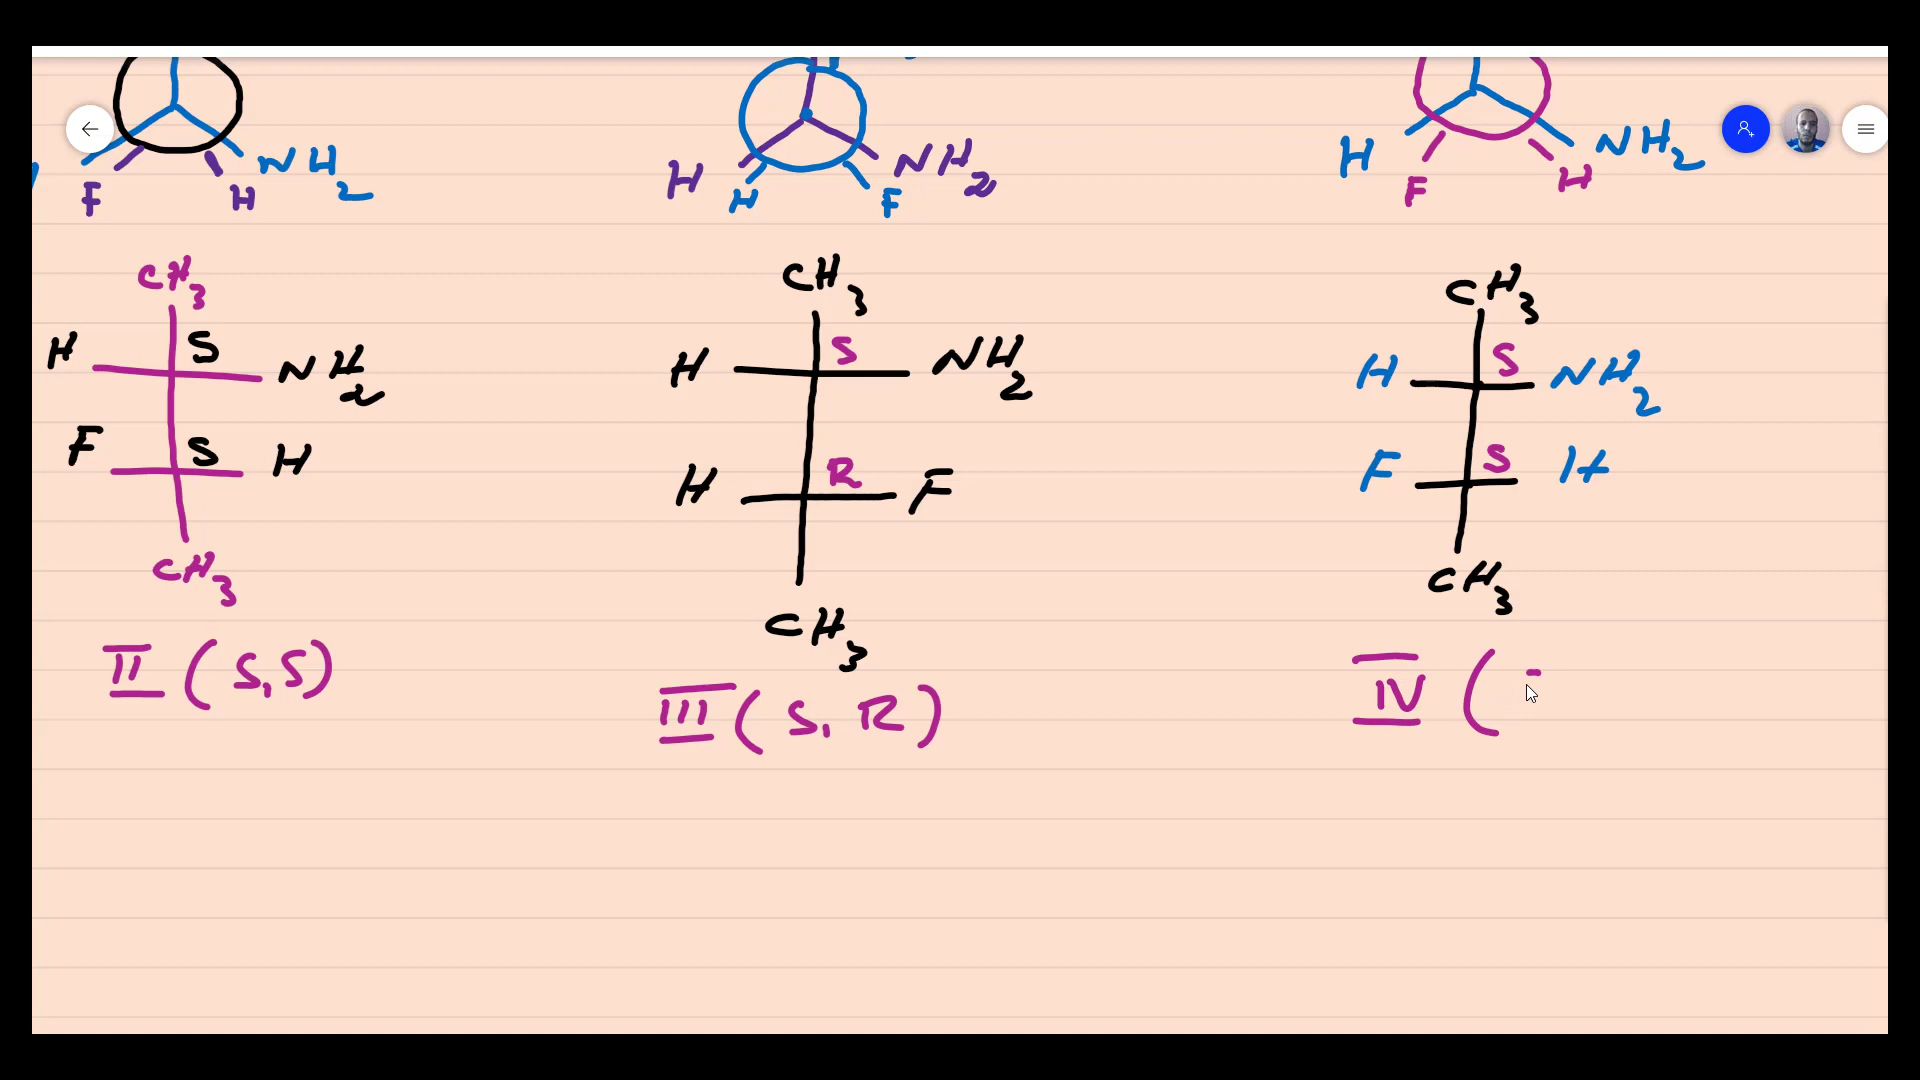 H NH2 H NH2
F H H F F H
H NH2
CH3 CH3 CH3
H S NH2 H S NH2 H S NH2
F S H H R F F S H
CH3 CH3 CH3
II (S,S) III (S,R) IV (